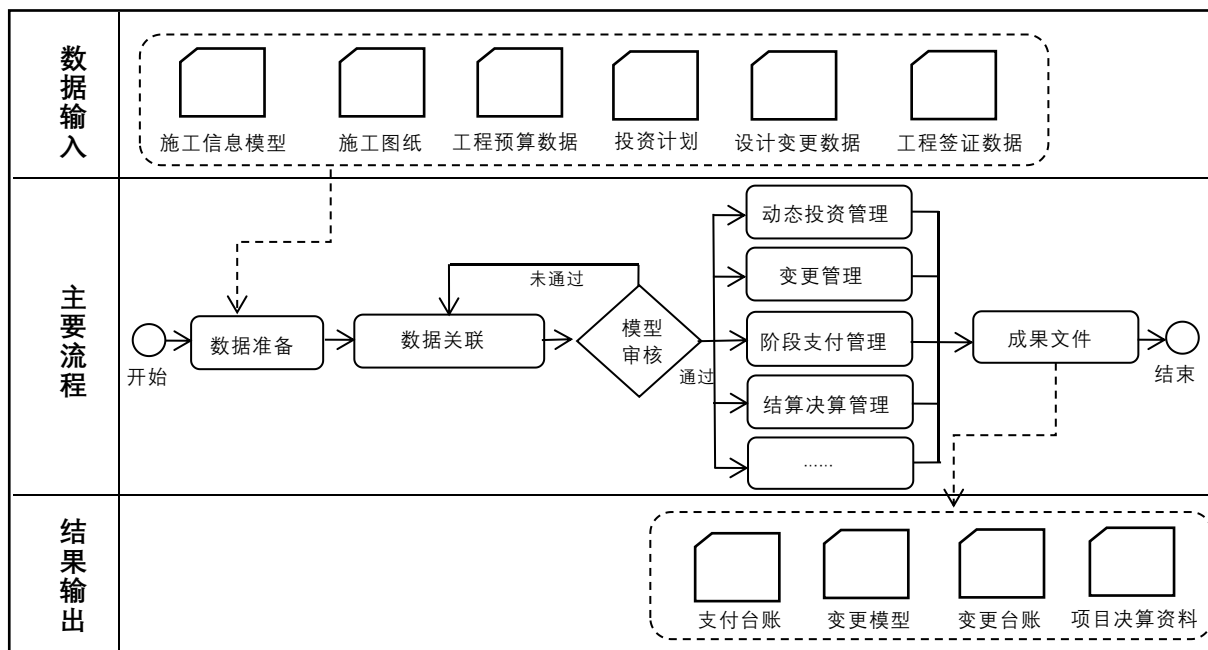 数据输入
施工信息模型
施工图纸
工程预算数据
投资计划
设计变更数据
工程签证数据
主要流程
开始
数据准备
数据关联
未通过
模型
审核
通过
动态投资管理
变更管理
阶段支付管理
结算决算管理
......
成果文件
结束
结果输出
支付台账
变更模型
变更台账
项目决算资料